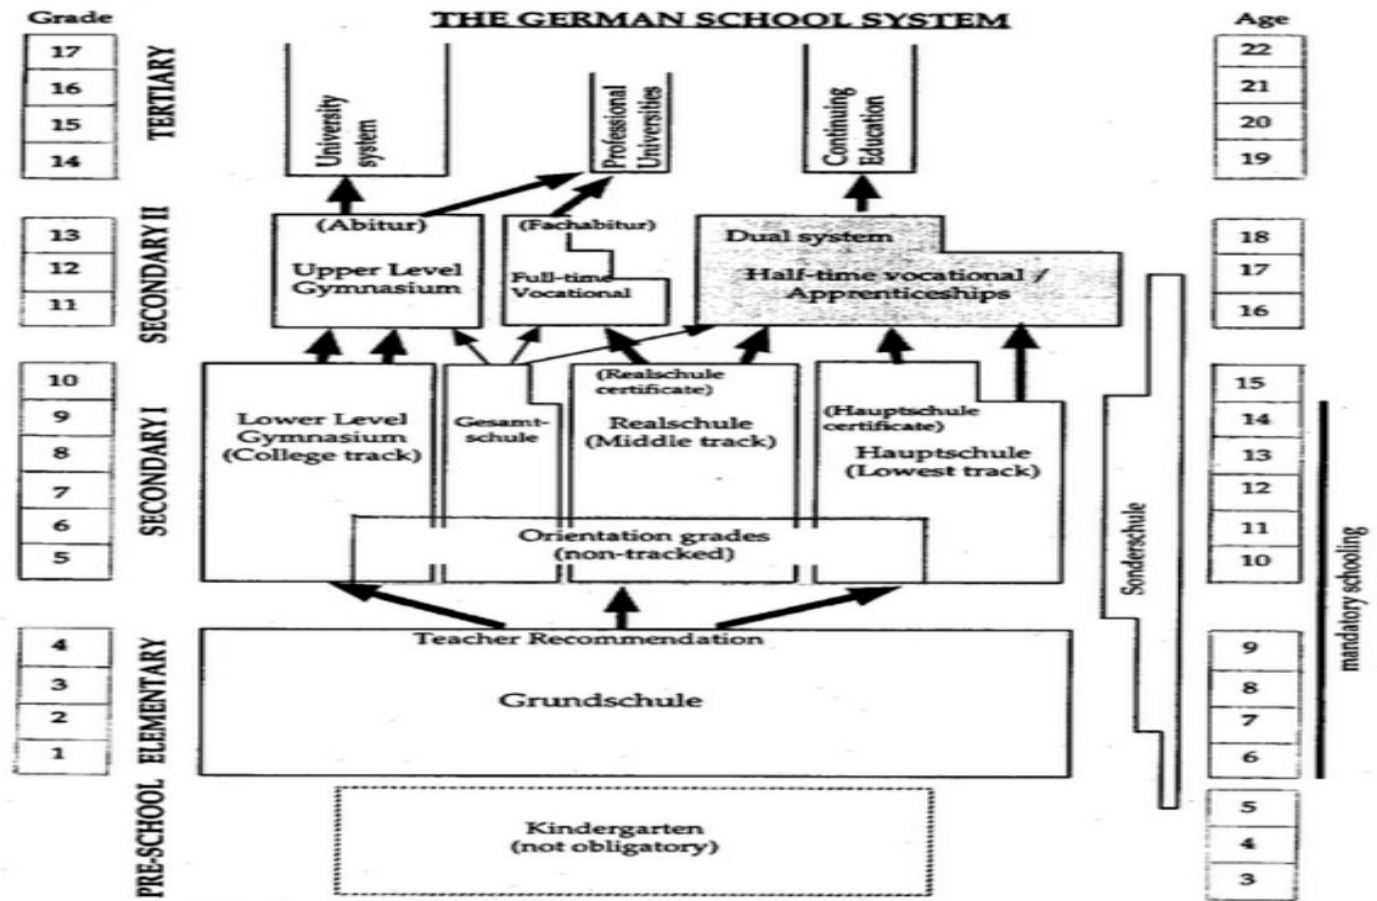 Grade
THE GERMAN SCHOOL SYSTEM
Age
17
16
15
14
TERTIARY
University
system
Professional
Universities
Continuing
Education
22
21
20
19
13
12
11
SECONDARY II
(Abitur)
Upper Level
Gymnasium
(Fachabitur)
Full-time
Vocational
Dual system
Half-time vocational /
Apprenticeships
18
17
16
10
9
8
7
6
5
SECONDARY I
Lower Level
Gymnasium
(College track)
Gesamt-
schule
(Realschule
certificate)
Realschule
(Middle track)
(Hauptschule
certificate)
Hauptschule
(Lowest track)
Orientation grades
(non-tracked)
Sonderschule
15
14
13
12
11
10
mandatory schooling
4
3
2
1
ELEMENTARY
Teacher Recommendation
Grundschule
9
8
7
6
PRE-SCHOOL
Kindergarten
(not obligatory)
5
4
3